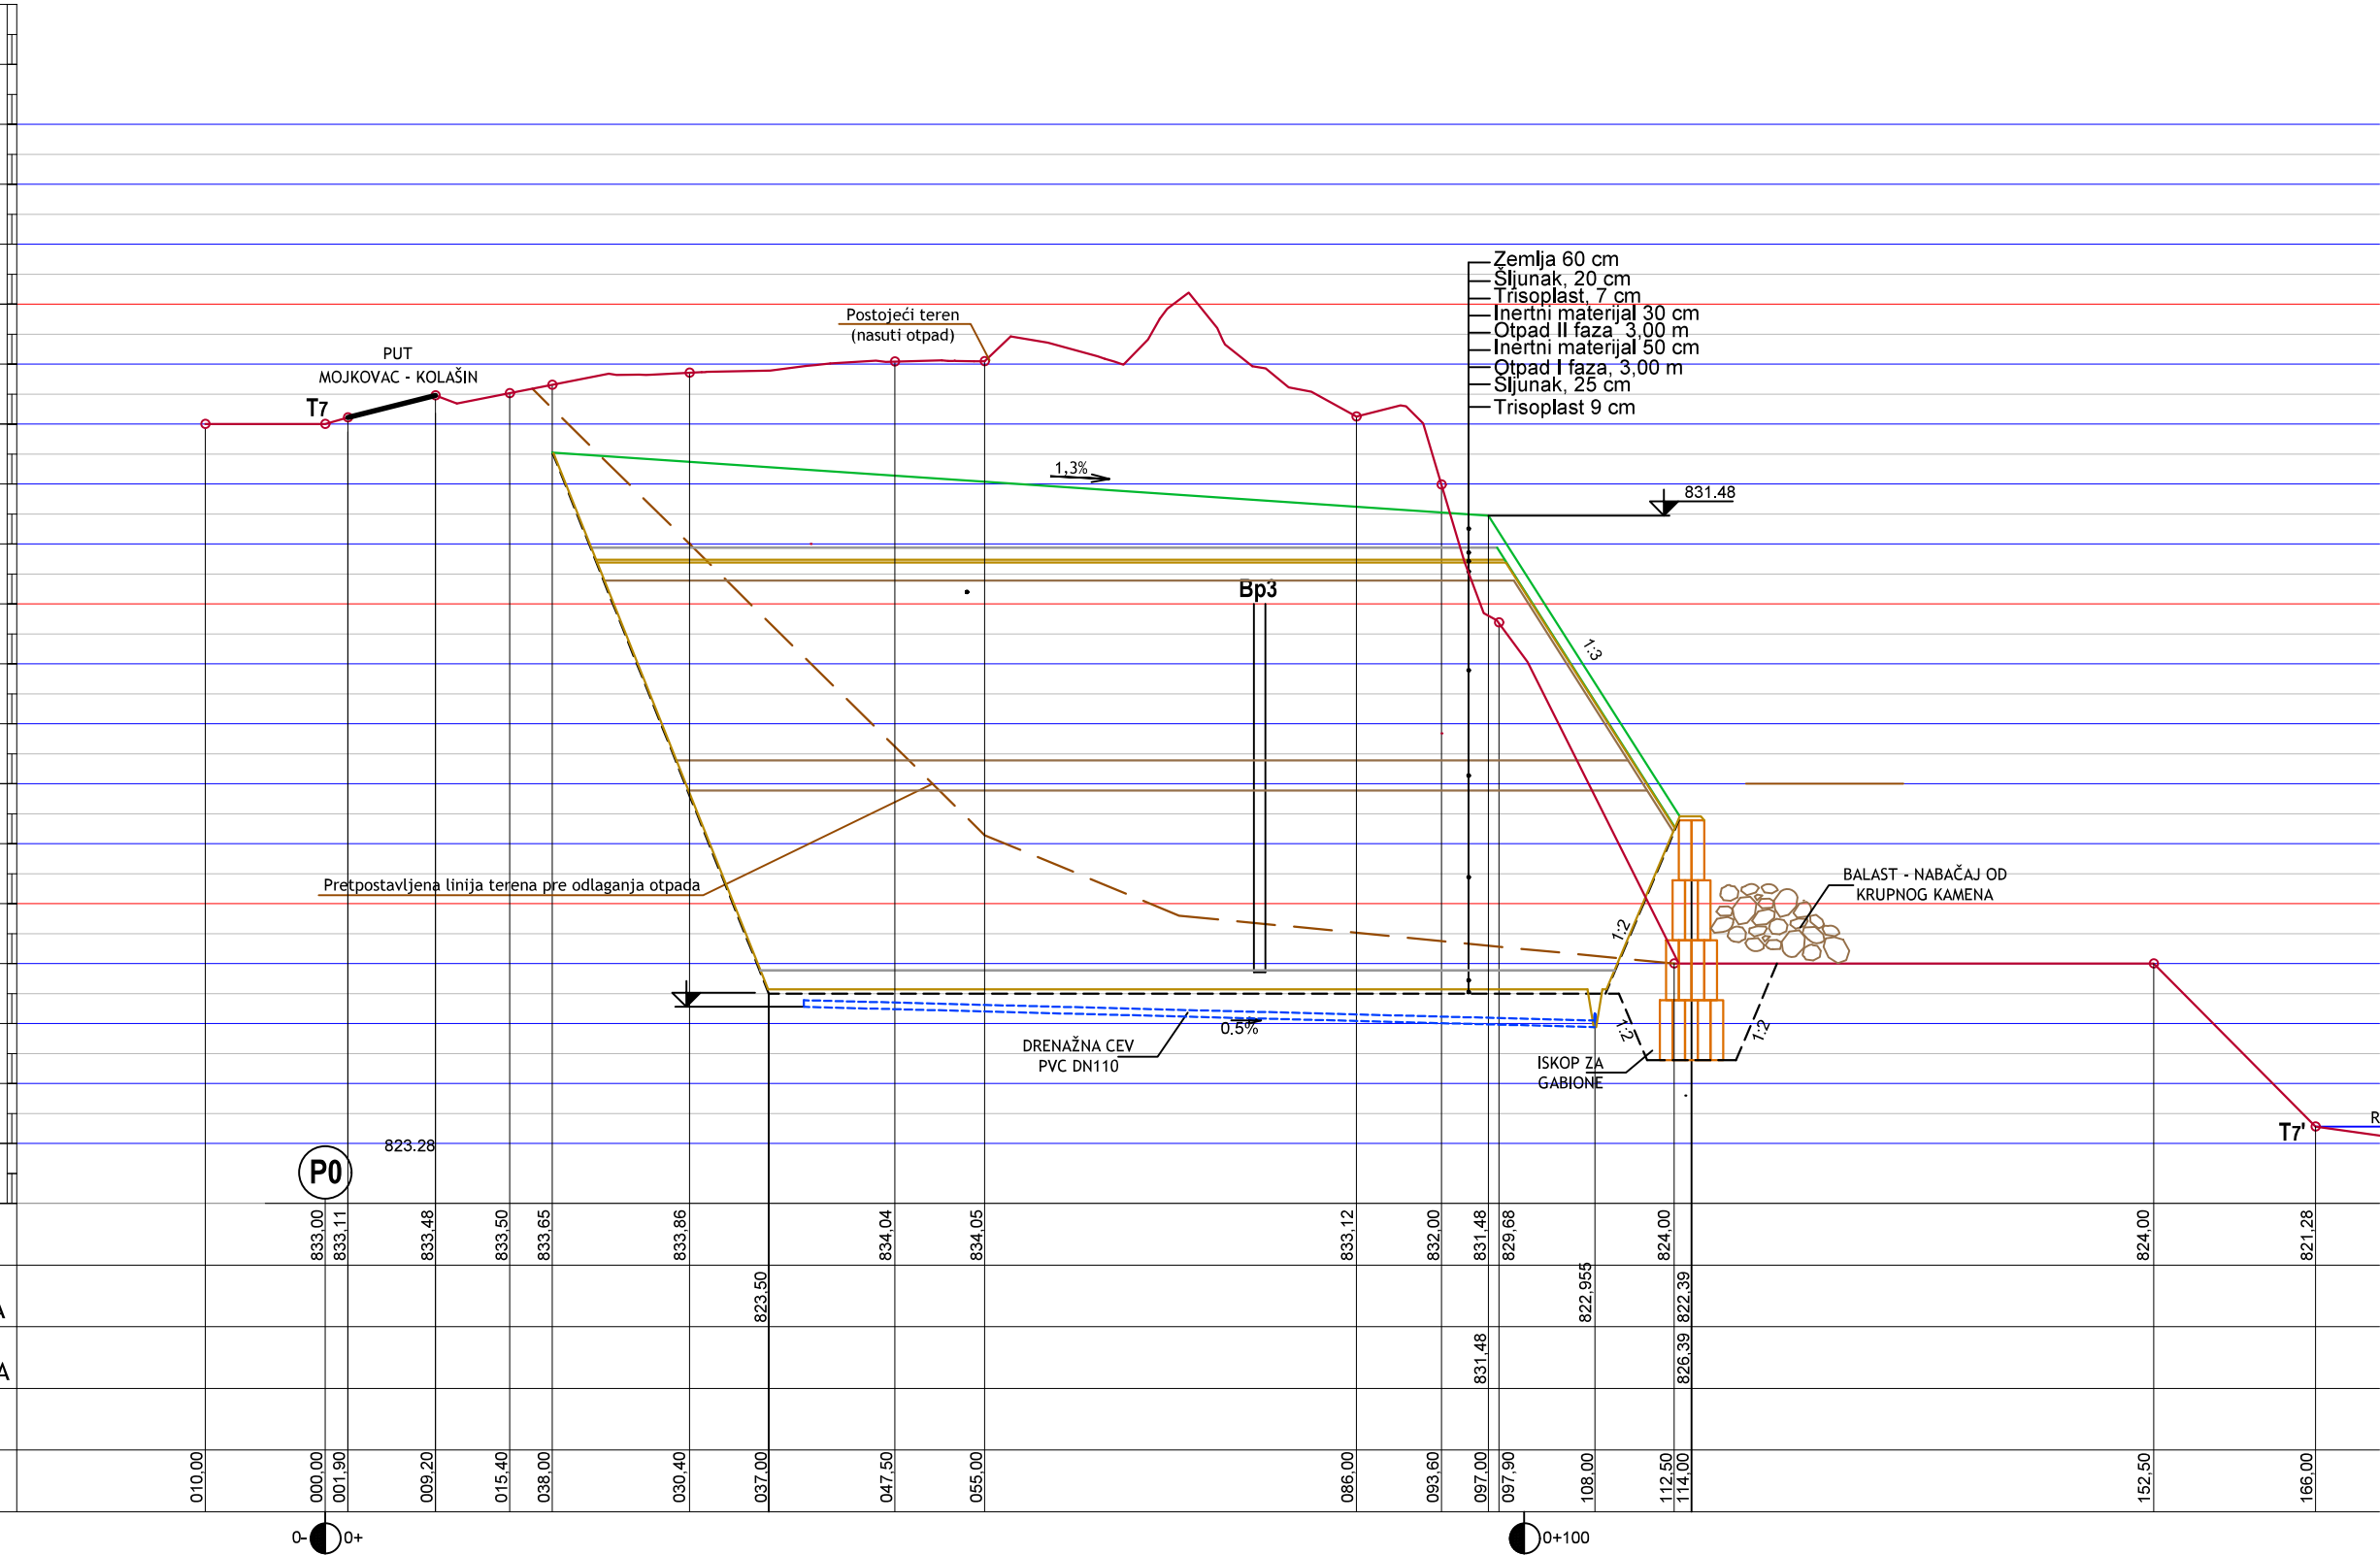 Zemlja 60 cm
Šljunak, 20 cm
Trisoplast, 7 cm
Inertni materijal 30 cm
Otpad II faza, 3,00 m
Inertni materijal 50 cm
Otpad I faza, 3,00 m
Šljunak, 25 cm
Trisoplast 9 cm
Postojeći teren
(nasuti otpad)
PUT
MOJKOVAC - KOLAŠIN
T7
1,3%
831.48
Bp3
1:3
Pretpostavljena linija terena pre odlaganja otpada
BALAST - NABAČAJ OD
KRUPNOG KAMENA
1:2
0.5%
1:2
1:2
DRENAŽNA CEV
PVC DN110
ISKOP ZA
GABIONE
R
T7'
823.28
P0
833,00
833,11
833,48
833,50
833,65
833,86
834,04
834,05
833,12
832,00
831,48
829,68
824,00
824,00
821,28
A
823,50
822,955
822,39
A
831,48
826,39
010,00
000,00
001,90
009,20
015,40
038,00
030,40
037,00
047,50
055,00
086,00
093,60
097,00
097,90
108,00
112,50
114,00
152,50
166,00
0-
0+
0+100